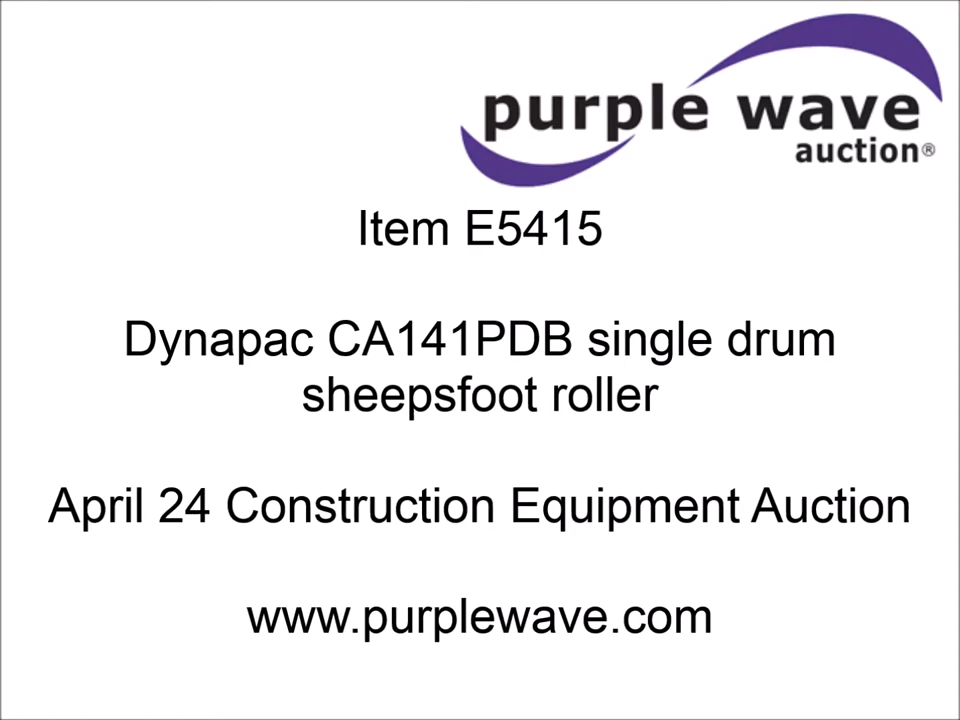 purple wave
auction®
Item E5415
Dynapac CA141PDB single drum
sheepsfoot roller
April 24 Construction Equipment Auction
www.purplewave.com